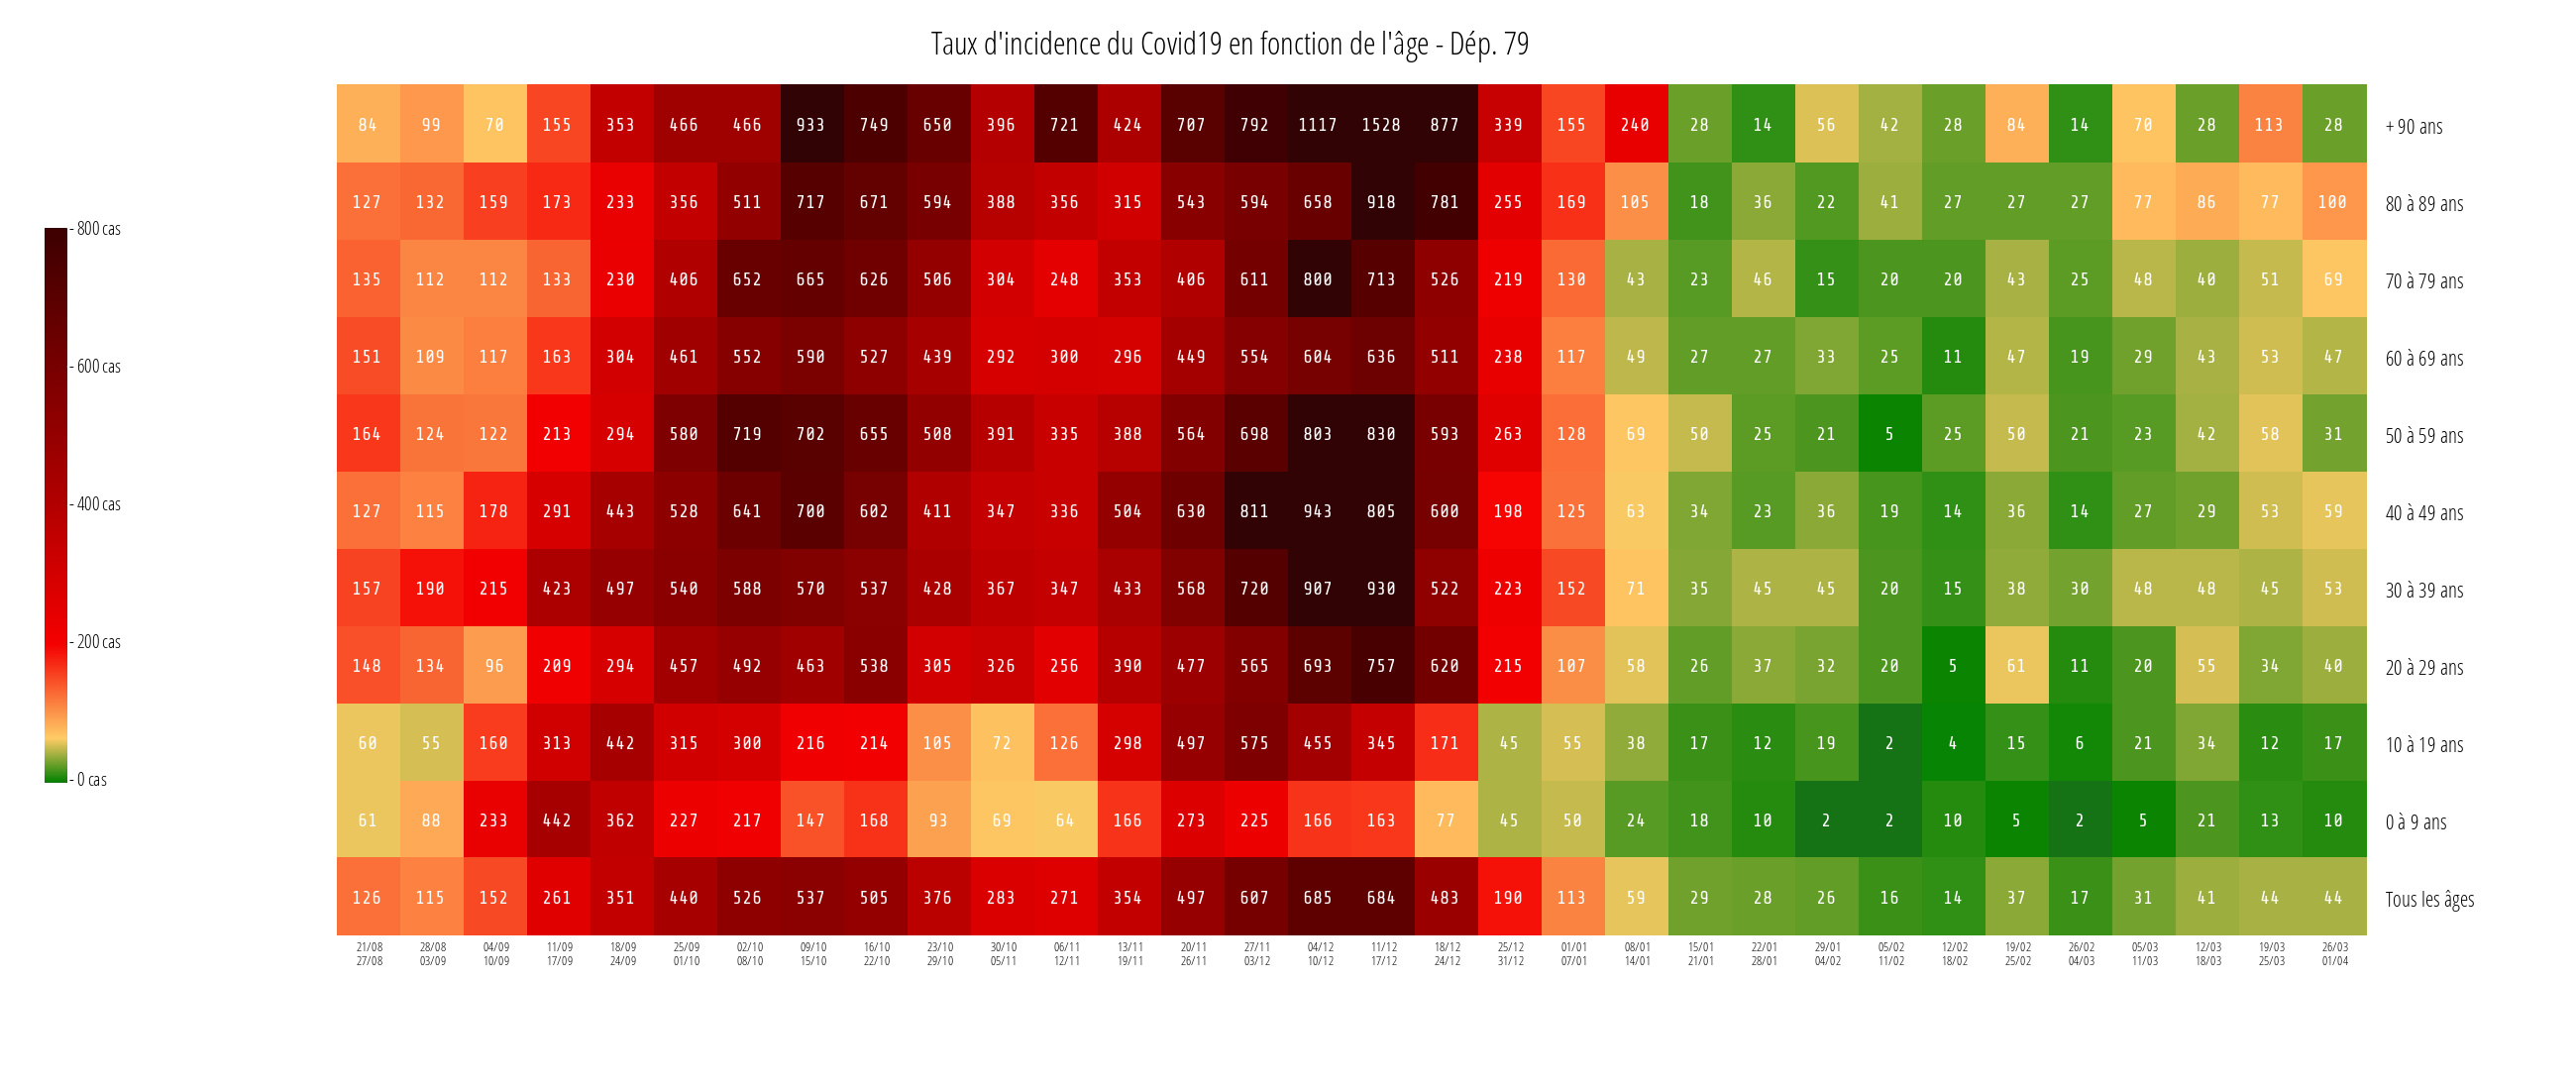 Taux d'incidence du Covid19 en fonction de l'âge - Dép. 79
84 99 70 155 353 466 466 933 749 650 396 721 424 707 792 1117 1528 877 339 155 240 28 14 56 42 28 84 14 70 28 113 28 + 90 ans
127 132 159 173 233 356 511 717 671 594 388 356 315 543 594 658 918 781 255 169 105 18 36 22 41 27 27 27 77 86 77 100 80 à 89 ans
135 112 112 133 230 406 652 665 626 506 304 248 353 406 611 800 713 526 219 130 43 23 46 15 20 20 43 25 48 40 51 69 70 à 79 ans
151 109 117 163 304 461 552 590 527 439 292 300 296 449 554 604 636 511 238 117 49 27 27 33 25 11 47 19 29 43 53 47 60 à 69 ans
164 124 122 213 294 580 719 702 655 508 391 335 388 564 698 803 830 593 263 128 69 50 25 21 5 25 50 21 23 42 58 31 50 à 59 ans
127 115 178 291 443 528 641 700 602 411 347 336 504 630 811 943 805 600 198 125 63 34 23 36 19 14 36 14 27 29 53 59 40 à 49 ans
157 190 215 423 497 540 588 570 537 428 367 347 433 568 720 907 930 522 223 152 71 35 45 45 20 15 38 30 48 48 45 53 30 à 39 ans
148 134 96 209 294 457 492 463 538 305 326 256 390 477 565 693 757 620 215 107 58 26 37 32 20 5 61 11 20 55 34 40 20 à 29 ans
60 55 160 313 442 315 300 216 214 105 72 126 298 497 575 455 345 171 45 55 38 17 12 19 2 4 15 6 21 34 12 17 10 à 19 ans
61 88 233 442 362 227 217 147 168 93 69 64 166 273 225 166 163 77 45 50 24 18 10 2 2 10 5 2 5 21 13 10 0 à 9 ans
126 115 152 261 351 440 526 537 505 376 283 271 354 497 607 685 684 483 190 113 59 29 28 26 16 14 37 17 31 41 44 44 Tous les âges
21/08 28/08 04/09 11/09 18/09 25/09 02/10 09/10 16/10 23/10 30/10 06/11 13/11 20/11 27/11 04/12 11/12 18/12 25/12 01/01 08/01 15/01 22/01 29/01 05/02 12/02 19/02 26/02 05/03 12/03 19/03 26/03
27/08 03/09 10/09 17/09 24/09 01/10 08/10 15/10 22/10 29/10 05/11 12/11 19/11 26/11 03/12 10/12 17/12 24/12 31/12 07/01 14/01 21/01 28/01 04/02 11/02 18/02 25/02 04/03 11/03 18/03 25/03 01/04
- 800 cas
- 600 cas
- 400 cas
- 200 cas
- 0 cas